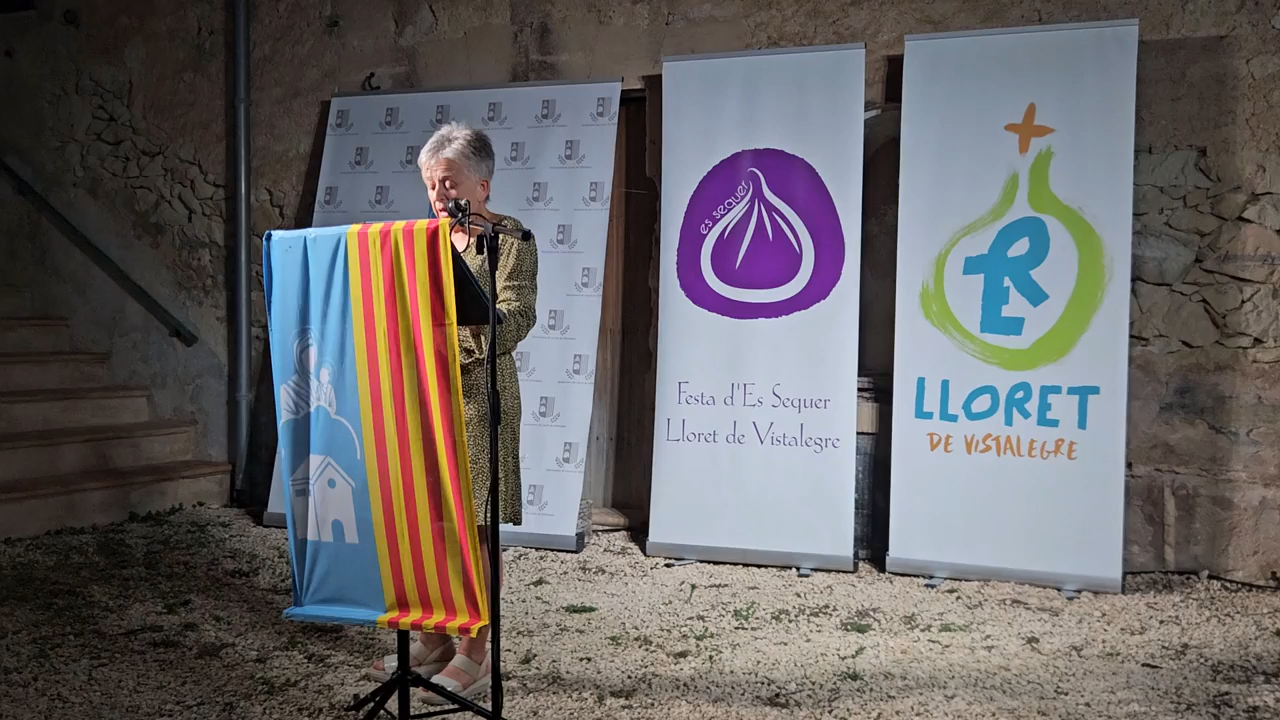 es sequer
Festa d'Es Sequer
Lloret de Vistalegre
LLORET
DE VISTALEGRE